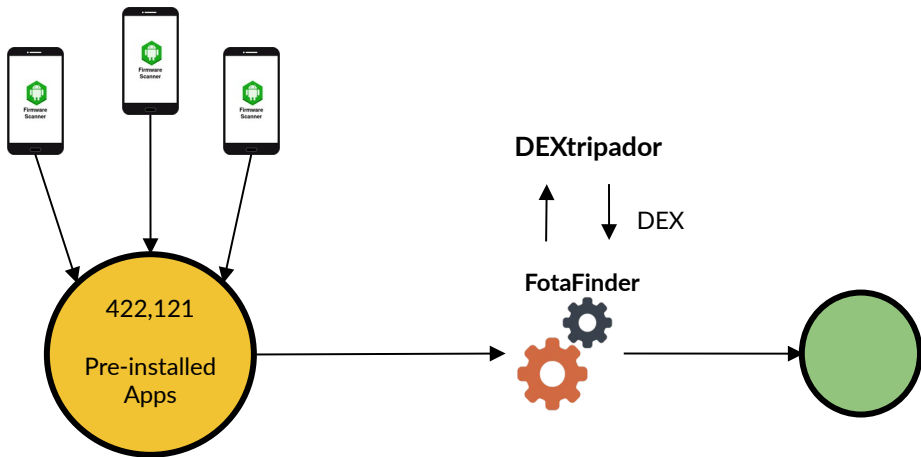 Firmware
Scanner
Firmware
Scanner
Firmware
Scanner
DEXtripador
DEX
FotaFinder
422,121
Pre-installed
Apps